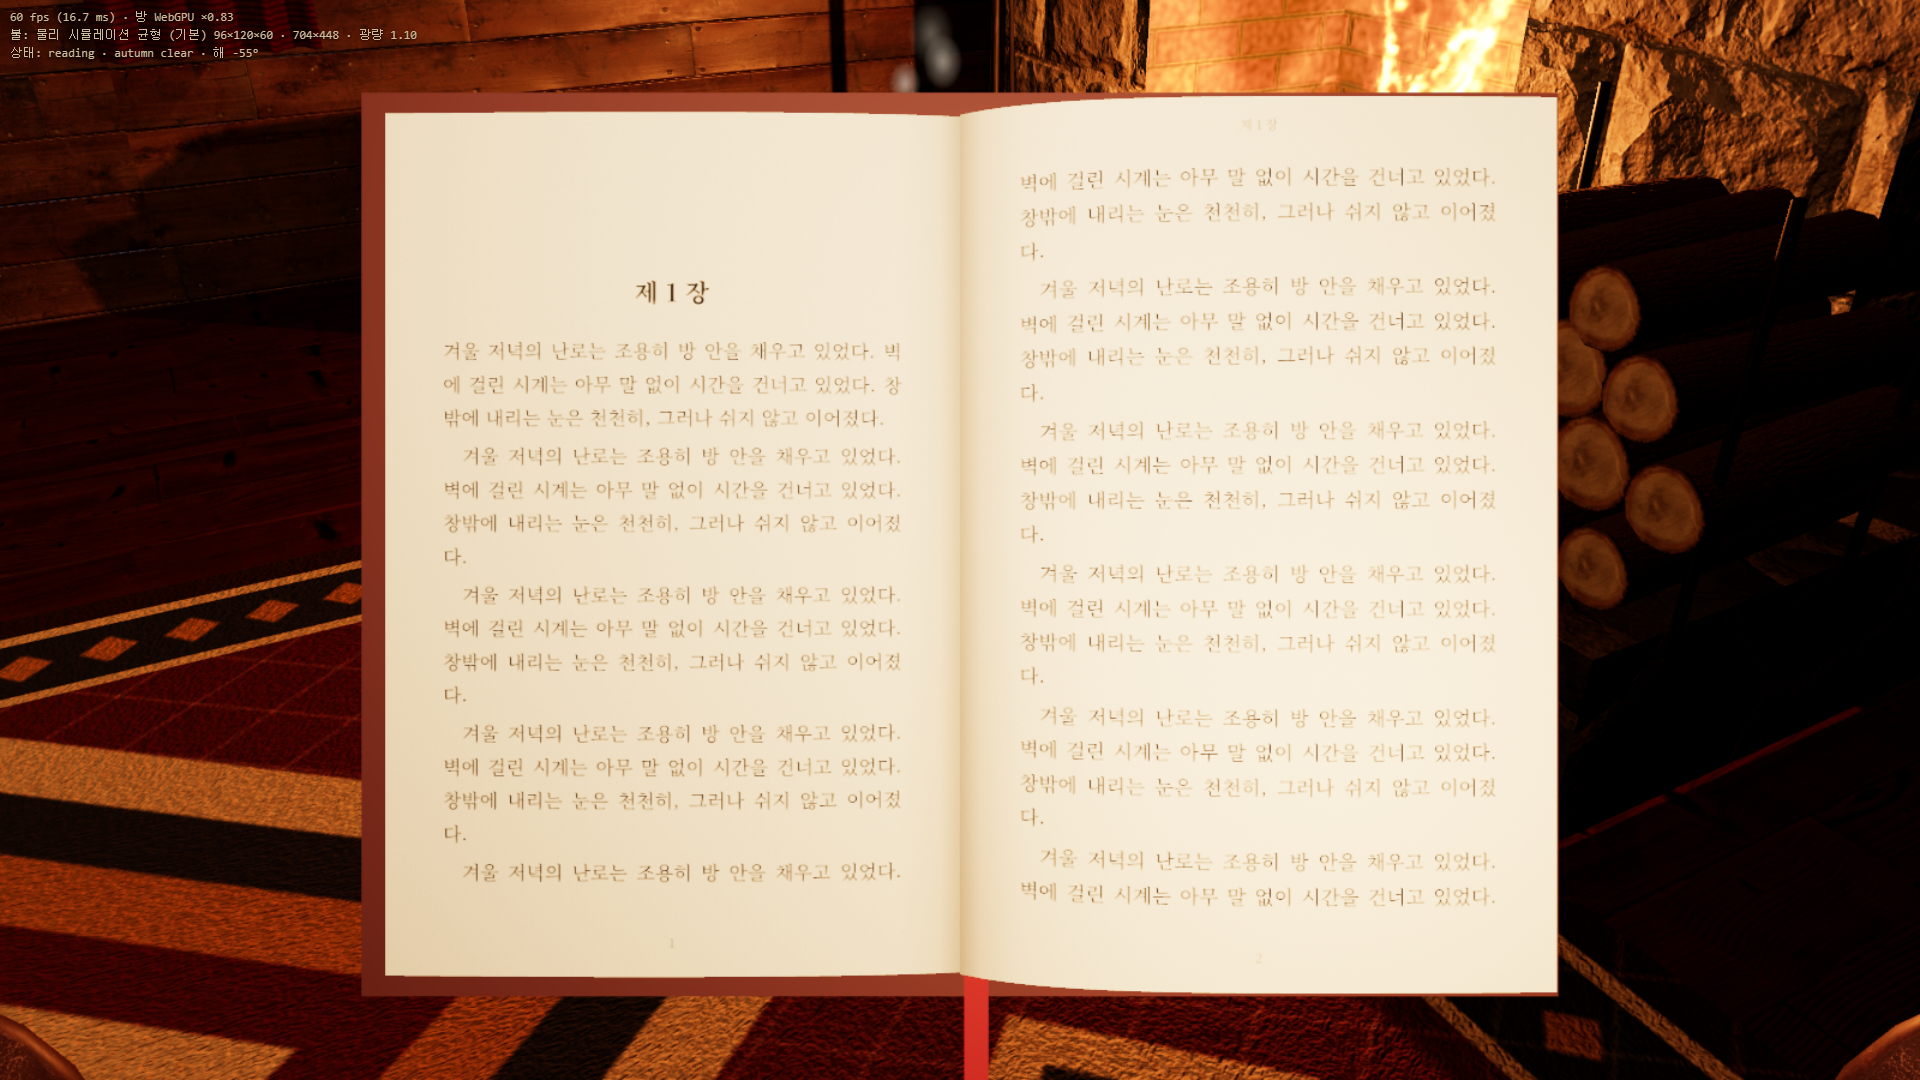 60 fps (16.7 ms) · 방 WebGPU ×0.83
불: 물리 시뮬레이션 균형 (기본) 96×120×60 · 704×448 · 광량 1.10
상태: reading · autumn clear · 해 -55°
제 1 장
겨울 저녁의 난로는 조용히 방 안을 채우고 있었다. 벽
에 걸린 시계는 아무 말 없이 시간을 건너고 있었다. 창
밖에 내리는 눈은 천천히, 그러나 쉬지 않고 이어졌다.
겨울 저녁의 난로는 조용히 방 안을 채우고 있었다.
벽에 걸린 시계는 아무 말 없이 시간을 건너고 있었다.
창밖에 내리는 눈은 천천히, 그러나 쉬지 않고 이어졌
다.
겨울 저녁의 난로는 조용히 방 안을 채우고 있었다.
벽에 걸린 시계는 아무 말 없이 시간을 건너고 있었다.
창밖에 내리는 눈은 천천히, 그러나 쉬지 않고 이어졌
다.
겨울 저녁의 난로는 조용히 방 안을 채우고 있었다.
벽에 걸린 시계는 아무 말 없이 시간을 건너고 있었다.
창밖에 내리는 눈은 천천히, 그러나 쉬지 않고 이어졌
다.
겨울 저녁의 난로는 조용히 방 안을 채우고 있었다.
1
제 1 장
벽에 걸린 시계는 아무 말 없이 시간을 건너고 있었다.
창밖에 내리는 눈은 천천히, 그러나 쉬지 않고 이어졌
다.
겨울 저녁의 난로는 조용히 방 안을 채우고 있었다.
벽에 걸린 시계는 아무 말 없이 시간을 건너고 있었다.
창밖에 내리는 눈은 천천히, 그러나 쉬지 않고 이어졌
다.
겨울 저녁의 난로는 조용히 방 안을 채우고 있었다.
벽에 걸린 시계는 아무 말 없이 시간을 건너고 있었다.
창밖에 내리는 눈은 천천히, 그러나 쉬지 않고 이어졌
다.
겨울 저녁의 난로는 조용히 방 안을 채우고 있었다.
벽에 걸린 시계는 아무 말 없이 시간을 건너고 있었다.
창밖에 내리는 눈은 천천히, 그러나 쉬지 않고 이어졌
다.
겨울 저녁의 난로는 조용히 방 안을 채우고 있었다.
벽에 걸린 시계는 아무 말 없이 시간을 건너고 있었다.
창밖에 내리는 눈은 천천히, 그러나 쉬지 않고 이어졌
다.
겨울 저녁의 난로는 조용히 방 안을 채우고 있었다.
벽에 걸린 시계는 아무 말 없이 시간을 건너고 있었다.
2